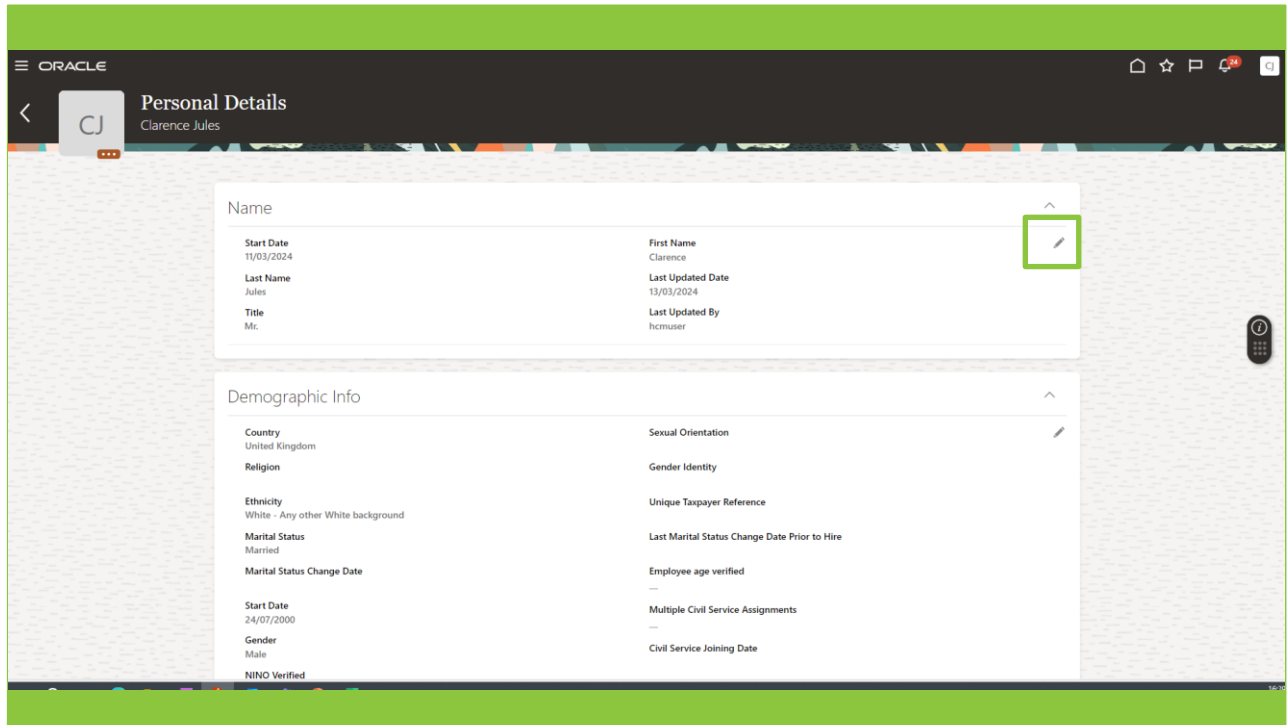 ORACLE
24
CJ
CJ
Personal Details
Clarence Jules
Name
Start Date
11/03/2024
First Name
Clarence
Last Name
Jules
Last Updated Date
13/03/2024
Title
Mr.
Last Updated By
hcmuser
Demographic Info
Country
United Kingdom
Sexual Orientation
Religion
Gender Identity
Ethnicity
White - Any other White background
Unique Taxpayer Reference
Marital Status
Married
Last Marital Status Change Date Prior to Hire
Marital Status Change Date
Employee age verified
—
Start Date
24/07/2000
Multiple Civil Service Assignments
—
Gender
Male
Civil Service Joining Date
NINO Verified